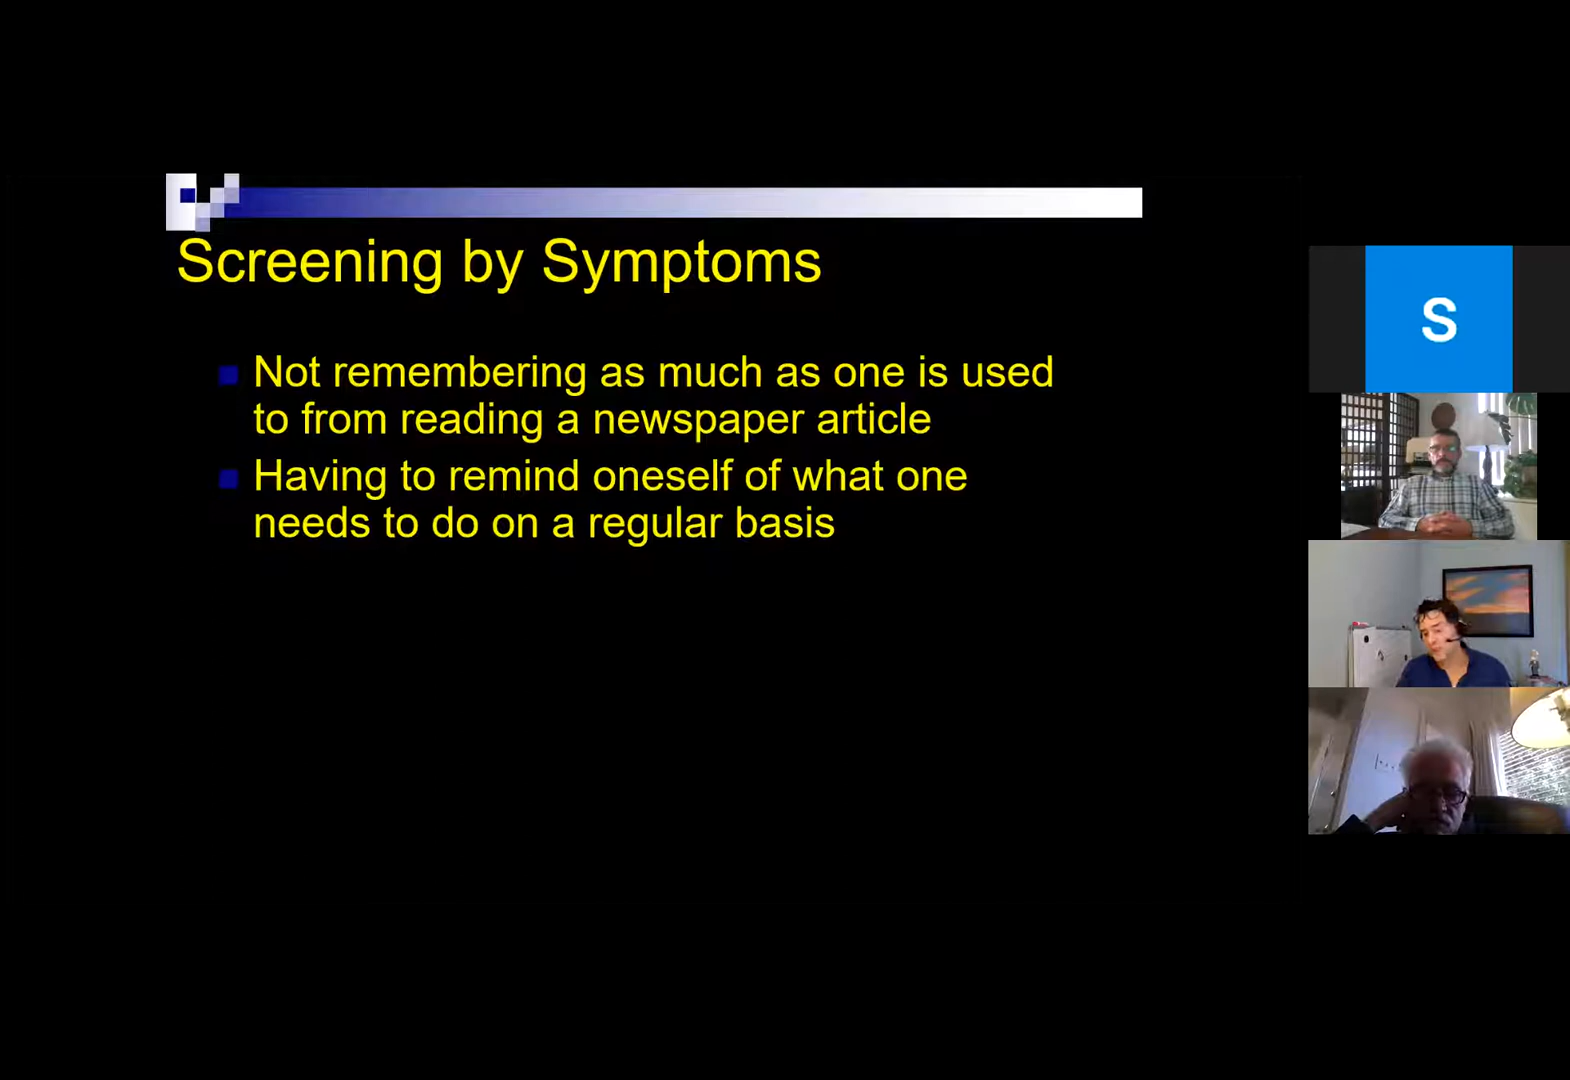 Screening by Symptoms
Not remembering as much as one is used
to from reading a newspaper article
Having to remind oneself of what one
needs to do on a regular basis
S